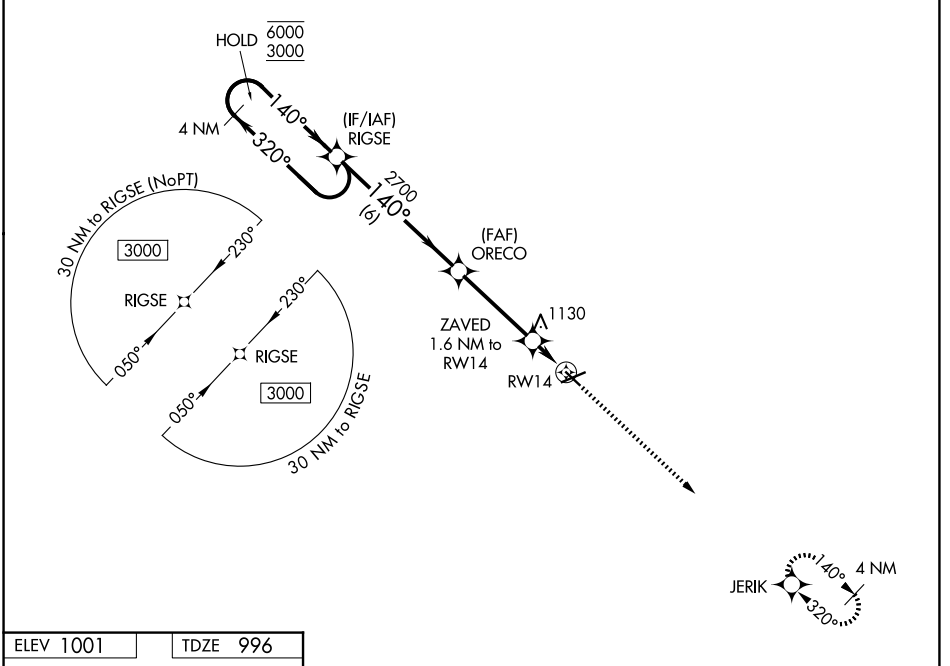 HOLD
6000
3000
4 NM
140°
320°
(IF/IAF)
RIGSE
2700
140°
(6)
(FAF)
ORECO
30 NM to RIGSE (NoPT)
3000
230°
RIGSE
050°
230°
RIGSE
3000
050°
30 NM to RIGSE
ZAVED
1.6 NM to
RW14
1130
RW14
JERIK
140°
4 NM
320°
ELEV 1001
TDZE 996